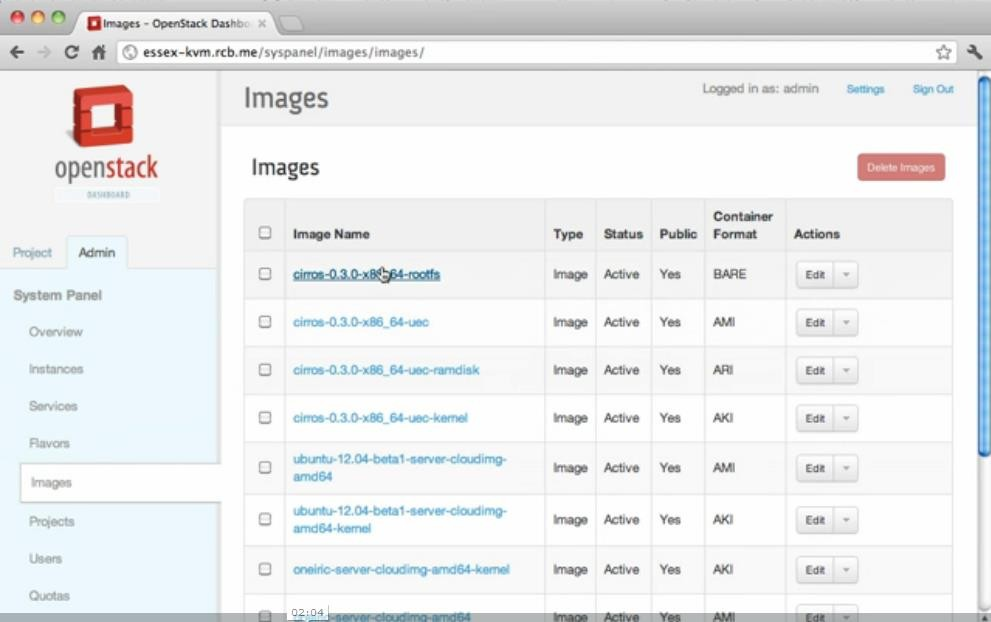 Images - OpenStack Dashbo
essex-kvm.rcb.me/syspanel/images/images/
openstack
DASHBOARD
Project Admin
System Panel
Overview
Instances
Services
Flavors
Images
Projects
Users
Quotas
Images
Logged in as: admin Settings Sign Out
Images
Delete Images
Image Name Type Status Public Container Format Actions
cirros-0.3.0-x86_64-rootfs Image Active Yes BARE Edit
cirros-0.3.0-x86_64-uec Image Active Yes AMI Edit
cirros-0.3.0-x86_64-uec-ramdisk Image Active Yes ARI Edit
cirros-0.3.0-x86_64-uec-kernel Image Active Yes AKI Edit
ubuntu-12.04-beta1-server-cloudimg-
amd64 Image Active Yes AMI Edit
ubuntu-12.04-beta1-server-cloudimg-
amd64-kernel Image Active Yes AKI Edit
oneiric-server-cloudimg-amd64-kernel Image Active Yes AKI Edit
-server-cloudimg-amd64 Image Active Yes AMI Edit
02:04